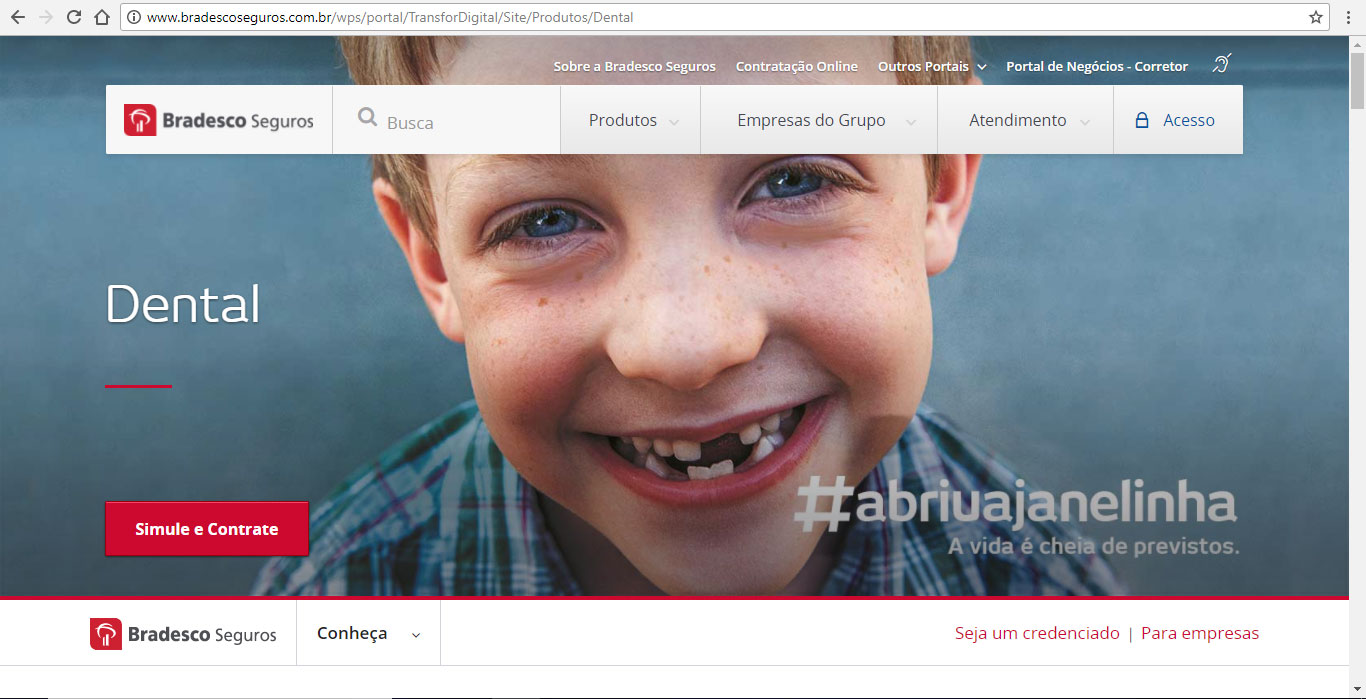 www.bradescoseguros.com.br/wps/portal/TransforDigital/Site/Produtos/Dental
Sobre a Bradesco Seguros Contratação Online Outros Portais Portal de Negócios - Corretor
Bradesco Seguros Busca Produtos Empresas do Grupo Atendimento Acesso
Dental
#abriuajanelinha
Simule e Contrate
A vida é cheia de previstos.
Bradesco Seguros Conheça Seja um credenciado | Para empresas